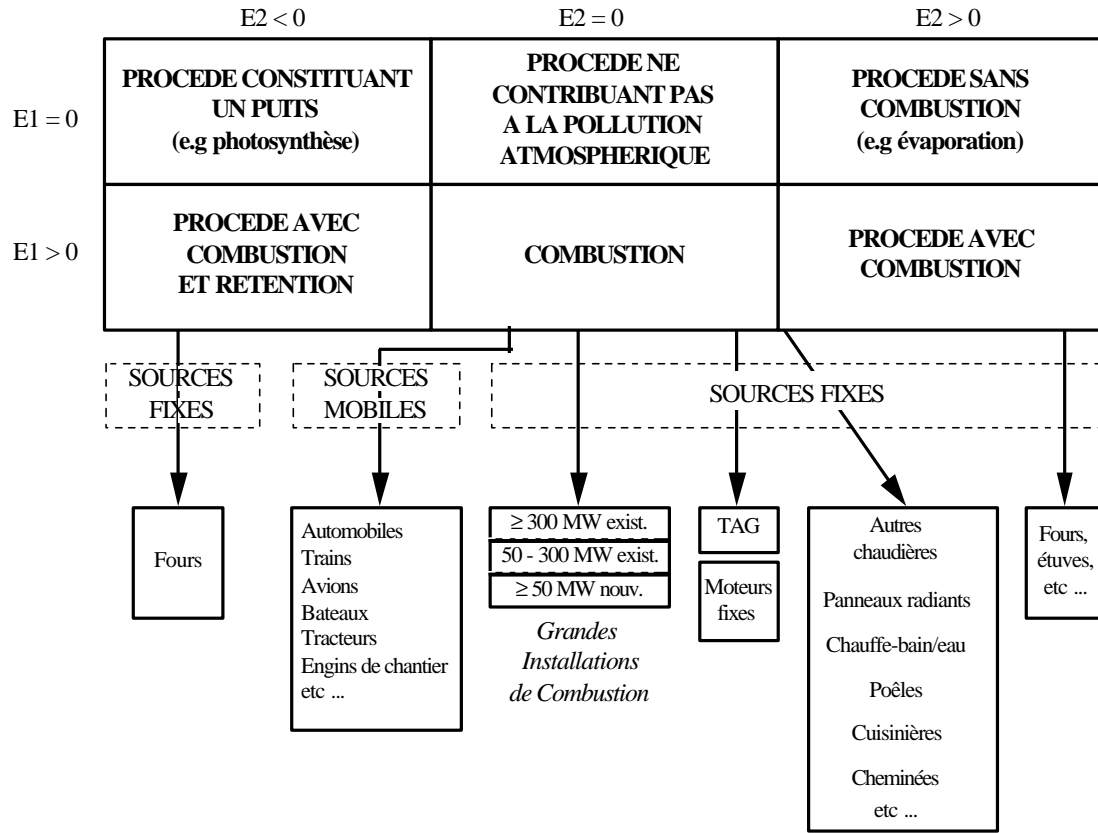 E2 < 0
E2 = 0
E2 > 0
E1 = 0
PROCEDE CONSTITUANT
UN PUITS
(e.g photosynthèse)
PROCEDE NE
CONTRIBUANT PAS
A LA POLLUTION
ATMOSPHERIQUE
PROCEDE SANS
COMBUSTION
(e.g évaporation)
E1 > 0
PROCEDE AVEC
COMBUSTION
ET RETENTION
COMBUSTION
PROCEDE AVEC
COMBUSTION
SOURCES
FIXES
SOURCES
MOBILES
SOURCES FIXES
Fours
Automobiles
Trains
Avions
Bateaux
Tracteurs
Engins de chantier
etc ...
≥ 300 MW exist.
50 - 300 MW exist.
≥ 50 MW nouv.
Grandes
Installations
de Combustion
TAG
Moteurs
fixes
Autres
chaudières
Panneaux radiants
Chauffe-bain/eau
Poêles
Cuisinières
Cheminées
etc ...
Fours,
étuves,
etc ...